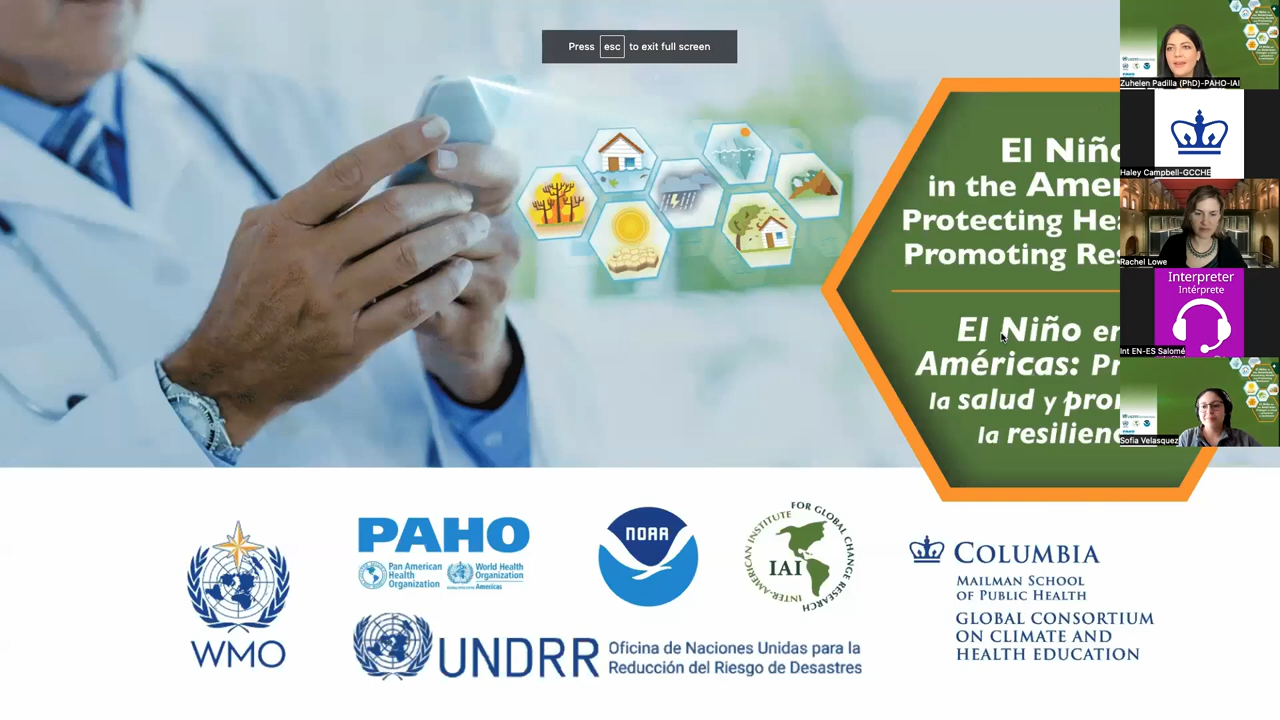 Press esc to exit full screen
El Niño
in the Amer
Protecting Hea
Promoting Res
El Niño en
Américas: Pr
la salud y prom
la resilienc
Zuhelen Padilla (PhD)-PAHO-IAI
Haley Campbell-GCCHE
Rachel Lowe
Interpreter
Intérprete
Int EN-ES Salomé
Sofia Velasquez
WMO
PAHO
Pan American
Health
Organization
World Health
Organization
Americas
NOAA
INTER-AMERICAN INSTITUTE FOR GLOBAL CHANGE RESEARCH
IAI
COLUMBIA
MAILMAN SCHOOL
OF PUBLIC HEALTH
GLOBAL CONSORTIUM
ON CLIMATE AND
HEALTH EDUCATION
UNDRR
Oficina de Naciones Unidas para la
Reducción del Riesgo de Desastres